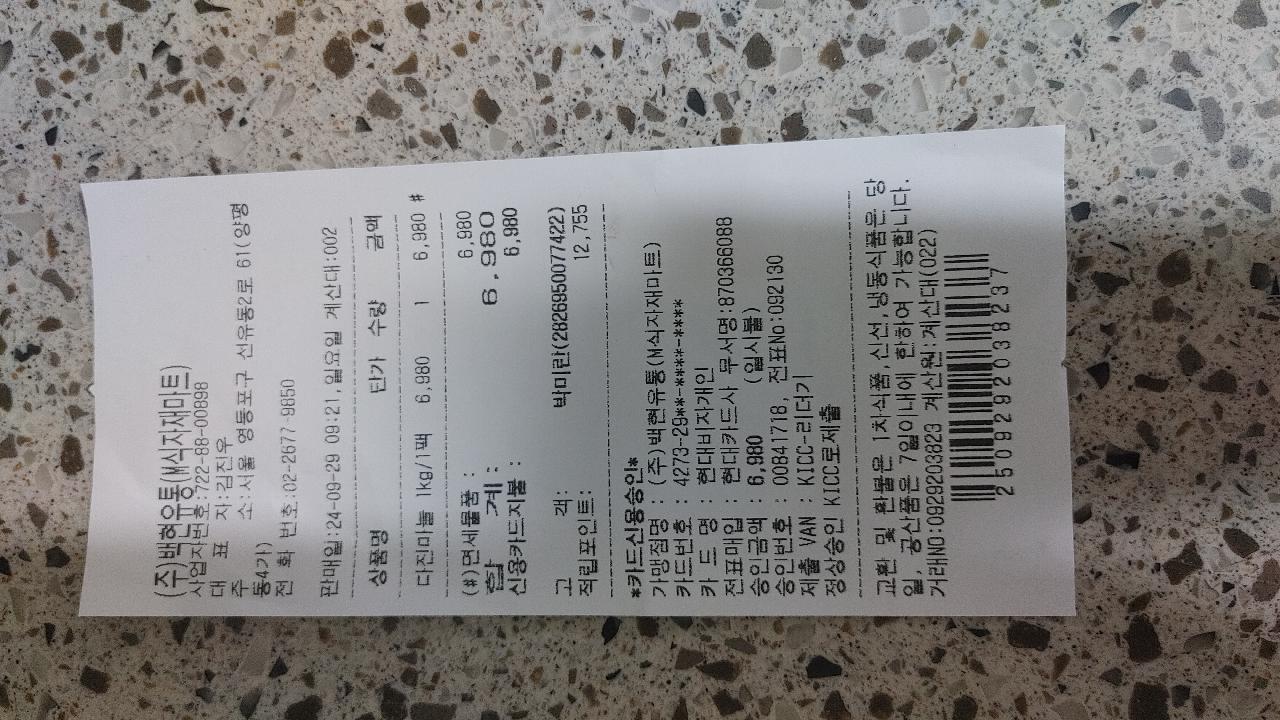 (주)백현유통(M식자재마트)
사업자번호:722-88-00898
대 표 자:김진우
주 소:서울 영등포구 선유동2로 61(양평
동4가)
전 화 번호:02-2677-9850
판매일:24-09-29 09:21,일요일 계산대:002
상품명 단가 수량 금액
다진마늘 1kg/1팩 6,980 1 6,980 #
(#)면세물품 : 6,980
합 계 : 6,980
신용카드지불 : 6,980
고 객: 박미란(2826950077422)
적립포인트: 12,755
*카드신용승인*
가맹점명 : (주)백현유통(M식자재마트)
카드번호 : 4273-29**-****-****
카 드 명 : 현대비자개인
전표매입 : 현대카드사 무서명:870366088
승인금액 : 6,980 (일시불)
승인번호 : 00841718, 전표No:092130
제출 VAN : KICC-리더기
정상승인 KICC로제출
교환 및 환불은 1차식품,신선,냉동식품은 당
일, 공산품은 7일이내에 한하여 가능합니다.
거래NO:0929203823 계산원:계산대(022)
2509292038237